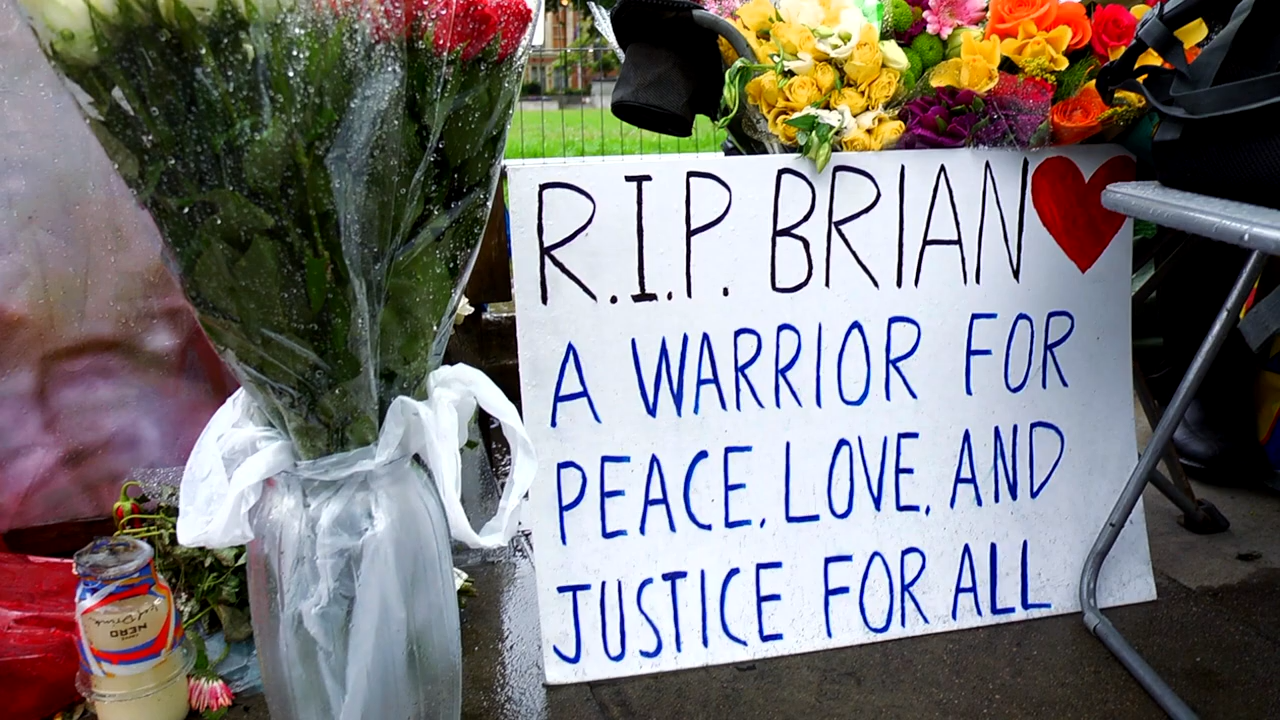 R.I.P. BRIAN
A WARRIOR FOR
PEACE, LOVE, AND
JUSTICE FOR ALL